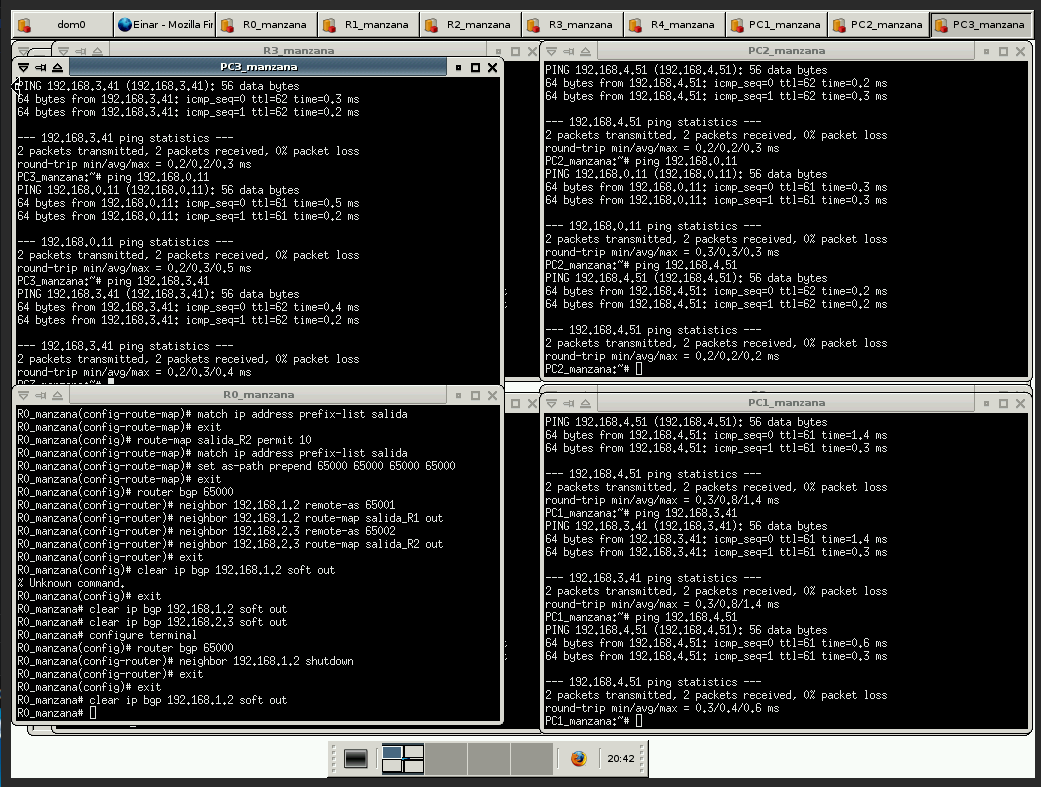 dom0
Einar - Mozilla Fir
R0_manzana
R1_manzana
R2_manzana
R3_manzana
R4_manzana
PC1_manzana
PC2_manzana
PC3_manzana
R3_manzana
PC3_manzana
PING 192.168.3.41 (192.168.3.41): 56 data bytes
64 bytes from 192.168.3.41: icmp_seq=0 ttl=62 time=0.3 ms
64 bytes from 192.168.3.41: icmp_seq=1 ttl=62 time=0.2 ms
--- 192.168.3.41 ping statistics ---
2 packets transmitted, 2 packets received, 0% packet loss
round-trip min/avg/max = 0.2/0.2/0.3 ms
PC3_manzana:~# ping 192.168.0.11
PING 192.168.0.11 (192.168.0.11): 56 data bytes
64 bytes from 192.168.0.11: icmp_seq=0 ttl=61 time=0.5 ms
64 bytes from 192.168.0.11: icmp_seq=1 ttl=61 time=0.2 ms
--- 192.168.0.11 ping statistics ---
2 packets transmitted, 2 packets received, 0% packet loss
round-trip min/avg/max = 0.2/0.3/0.5 ms
PC3_manzana:~# ping 192.168.3.41
PING 192.168.3.41 (192.168.3.41): 56 data bytes
64 bytes from 192.168.3.41: icmp_seq=0 ttl=62 time=0.4 ms
64 bytes from 192.168.3.41: icmp_seq=1 ttl=62 time=0.2 ms
--- 192.168.3.41 ping statistics ---
2 packets transmitted, 2 packets received, 0% packet loss
round-trip min/avg/max = 0.2/0.3/0.4 ms
PC3_manzana:~#
PC2_manzana
PING 192.168.4.51 (192.168.4.51): 56 data bytes
64 bytes from 192.168.4.51: icmp_seq=0 ttl=62 time=0.2 ms
64 bytes from 192.168.4.51: icmp_seq=1 ttl=62 time=0.3 ms
--- 192.168.4.51 ping statistics ---
2 packets transmitted, 2 packets received, 0% packet loss
round-trip min/avg/max = 0.2/0.2/0.3 ms
PC2_manzana:~# ping 192.168.0.11
PING 192.168.0.11 (192.168.0.11): 56 data bytes
64 bytes from 192.168.0.11: icmp_seq=0 ttl=61 time=0.3 ms
64 bytes from 192.168.0.11: icmp_seq=1 ttl=61 time=0.3 ms
--- 192.168.0.11 ping statistics ---
2 packets transmitted, 2 packets received, 0% packet loss
round-trip min/avg/max = 0.3/0.3/0.3 ms
PC2_manzana:~# ping 192.168.4.51
PING 192.168.4.51 (192.168.4.51): 56 data bytes
64 bytes from 192.168.4.51: icmp_seq=0 ttl=62 time=0.2 ms
64 bytes from 192.168.4.51: icmp_seq=1 ttl=62 time=0.2 ms
--- 192.168.4.51 ping statistics ---
2 packets transmitted, 2 packets received, 0% packet loss
round-trip min/avg/max = 0.2/0.2/0.2 ms
PC2_manzana:~#
R0_manzana
R0_manzana(config-route-map)# match ip address prefix-list salida
R0_manzana(config-route-map)# exit
R0_manzana(config)# route-map salida_R2 permit 10
R0_manzana(config-route-map)# match ip address prefix-list salida
R0_manzana(config-route-map)# set as-path prepend 65000 65000 65000 65000
R0_manzana(config-route-map)# exit
R0_manzana(config)# router bgp 65000
R0_manzana(config-router)# neighbor 192.168.1.2 remote-as 65001
R0_manzana(config-router)# neighbor 192.168.1.2 route-map salida_R1 out
R0_manzana(config-router)# neighbor 192.168.2.3 remote-as 65002
R0_manzana(config-router)# neighbor 192.168.2.3 route-map salida_R2 out
R0_manzana(config-router)# exit
R0_manzana(config)# clear ip bgp 192.168.1.2 soft out
% Unknown command.
R0_manzana(config)# exit
R0_manzana# clear ip bgp 192.168.1.2 soft out
R0_manzana# clear ip bgp 192.168.2.3 soft out
R0_manzana# configure terminal
R0_manzana(config)# router bgp 65000
R0_manzana(config-router)# neighbor 192.168.1.2 shutdown
R0_manzana(config-router)# exit
R0_manzana(config)# exit
R0_manzana# clear ip bgp 192.168.1.2 soft out
R0_manzana#
PC1_manzana
PING 192.168.4.51 (192.168.4.51): 56 data bytes
64 bytes from 192.168.4.51: icmp_seq=0 ttl=61 time=1.4 ms
64 bytes from 192.168.4.51: icmp_seq=1 ttl=61 time=0.3 ms
--- 192.168.4.51 ping statistics ---
2 packets transmitted, 2 packets received, 0% packet loss
round-trip min/avg/max = 0.3/0.8/1.4 ms
PC1_manzana:~# ping 192.168.3.41
PING 192.168.3.41 (192.168.3.41): 56 data bytes
64 bytes from 192.168.3.41: icmp_seq=0 ttl=61 time=1.4 ms
64 bytes from 192.168.3.41: icmp_seq=1 ttl=61 time=0.3 ms
--- 192.168.3.41 ping statistics ---
2 packets transmitted, 2 packets received, 0% packet loss
round-trip min/avg/max = 0.3/0.8/1.4 ms
PC1_manzana:~# ping 192.168.4.51
PING 192.168.4.51 (192.168.4.51): 56 data bytes
64 bytes from 192.168.4.51: icmp_seq=0 ttl=61 time=0.6 ms
64 bytes from 192.168.4.51: icmp_seq=1 ttl=61 time=0.3 ms
--- 192.168.4.51 ping statistics ---
2 packets transmitted, 2 packets received, 0% packet loss
round-trip min/avg/max = 0.3/0.4/0.6 ms
PC1_manzana:~#
20:42